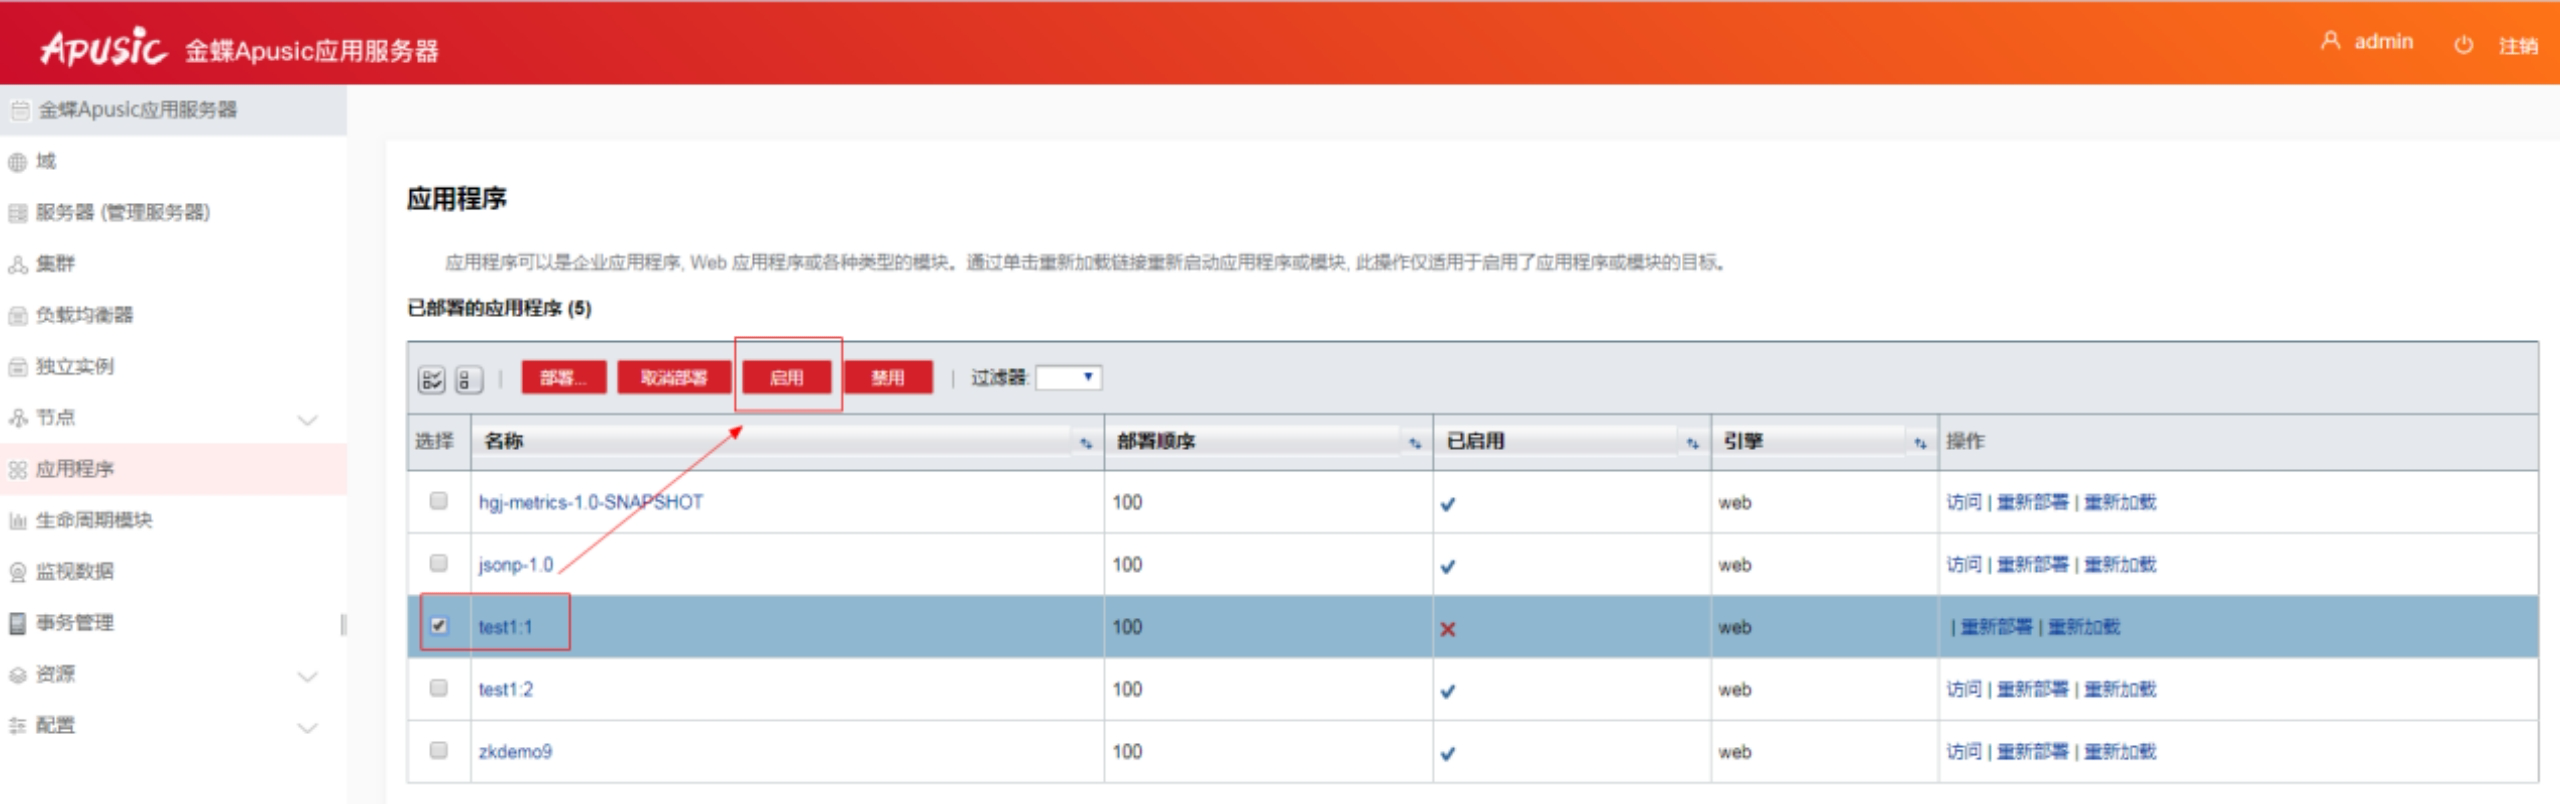 Apusic 金蝶Apusic应用服务器
admin 注销
金蝶Apusic应用服务器
域
服务器 (管理服务器)
集群
负载均衡器
独立实例
节点
应用程序
生命周期模块
监视数据
事务管理
资源
配置
应用程序
应用程序可以是企业应用程序, Web 应用程序或各种类型的模块。通过单击重新加载链接重新启动应用程序或模块, 此操作仅适用于启用了应用程序或模块的目标。
已部署的应用程序 (5)
部署... 取消部署 启用 禁用 | 过滤器:
选择 名称 部署顺序 已启用 引擎 操作
hgj-metrics-1.0-SNAPSHOT 100 web 访问 | 重新部署 | 重新加载
jsonp-1.0 100 web 访问 | 重新部署 | 重新加载
test1:1 100 web | 重新部署 | 重新加载
test1:2 100 web 访问 | 重新部署 | 重新加载
zkdemo9 100 web 访问 | 重新部署 | 重新加载